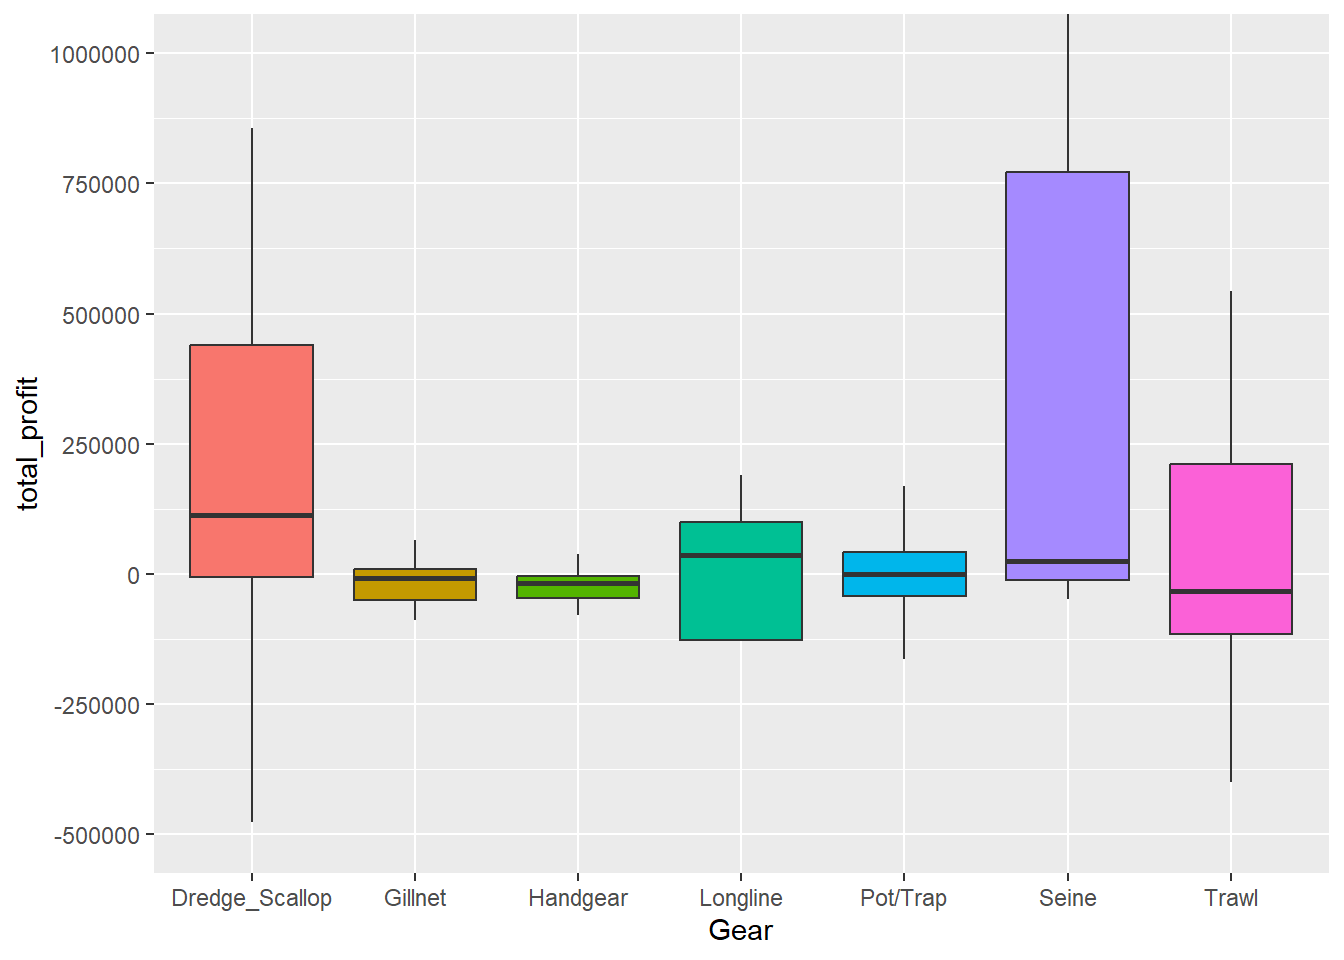 1000000
750000
500000
250000
0
-250000
-500000
total_profit
Dredge_Scallop Gillnet Handgear Longline Pot/Trap Seine Trawl
Gear